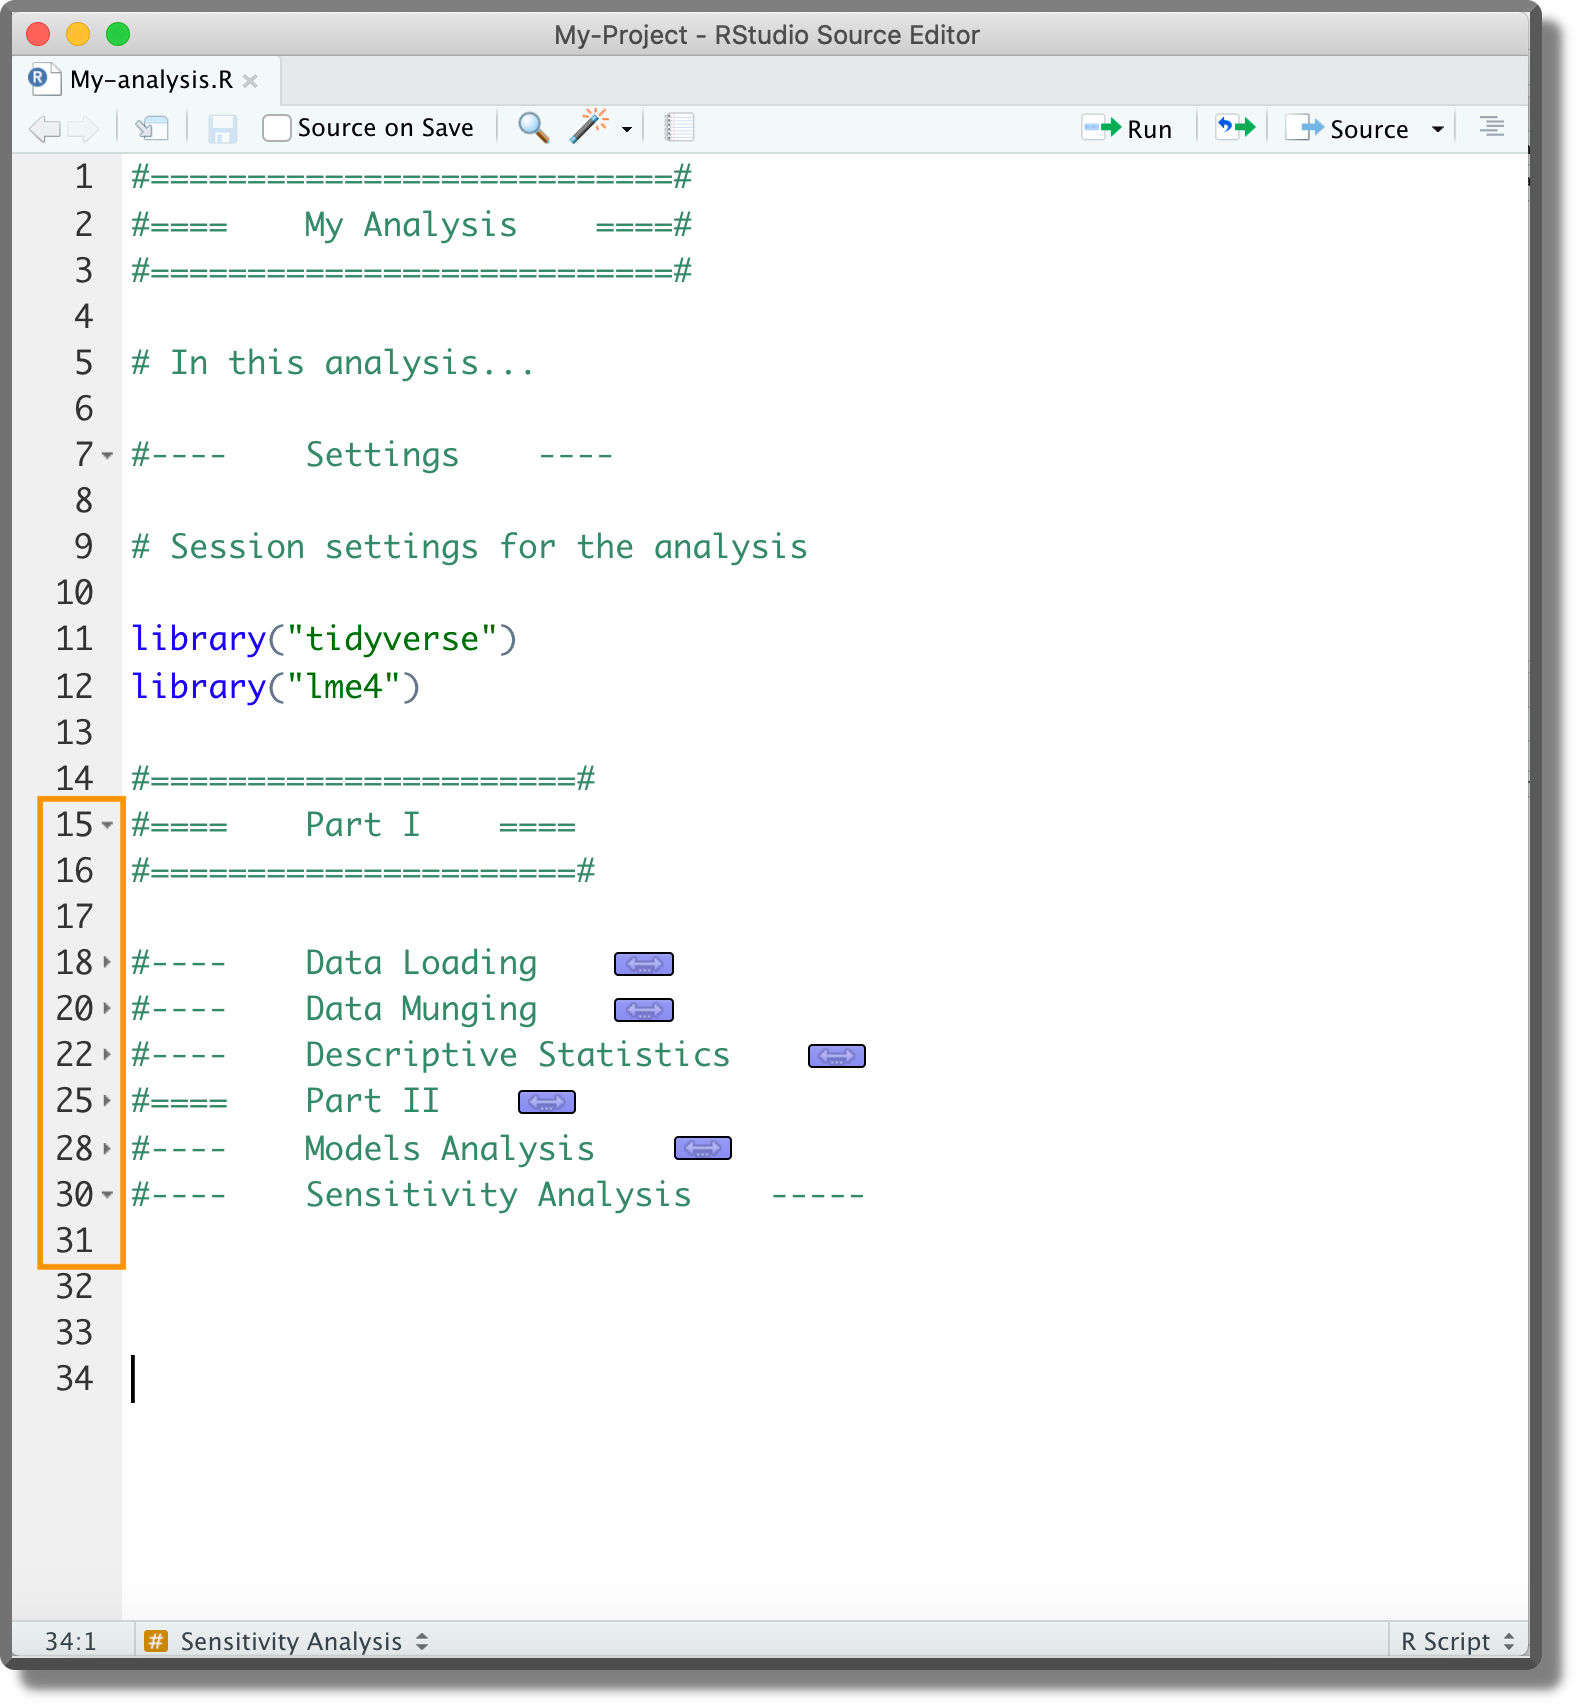 My-Project - RStudio Source Editor
My-analysis.R
Source on Save Run Source
1 #===========================#
2 #====    My Analysis    ====#
3 #===========================#
4
5 # In this analysis...
6
7 #----    Settings    ----
8
9 # Session settings for the analysis
10
11 library("tidyverse")
12 library("lme4")
13
14 #======================#
15 #====    Part I    ====
16 #======================#
17
18 #----    Data Loading
20 #----    Data Munging
22 #----    Descriptive Statistics
25 #====    Part II
28 #----    Models Analysis
30 #----    Sensitivity Analysis    -----
31
32
33
34
34:1 # Sensitivity Analysis R Script